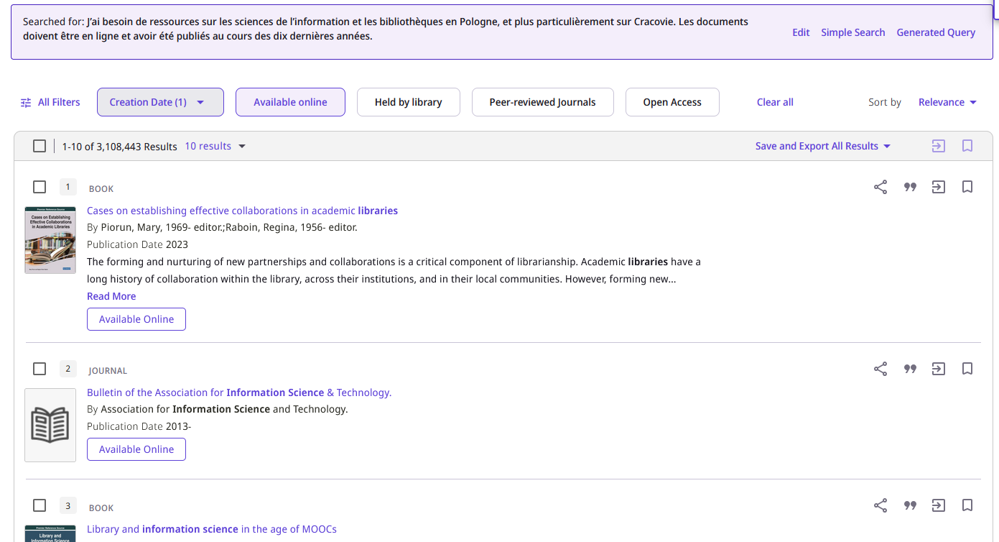 Searched for: J’ai besoin de ressources sur les sciences de l’information et les bibliothèques en Pologne, et plus particulièrement sur Cracovie. Les documents
doivent être en ligne et avoir été publiés au cours des dix dernières années.
Edit Simple Search Generated Query
All Filters Creation Date (1) Available online Held by library Peer-reviewed Journals Open Access Clear all Sort by Relevance
1-10 of 3,108,443 Results 10 results Save and Export All Results
1 BOOK
Premier Reference Source
Cases on Establishing
Effective Collaborations
in Academic Libraries
Cases on establishing effective collaborations in academic libraries
By Piorun, Mary, 1969- editor.;Raboin, Regina, 1956- editor.
Publication Date 2023
The forming and nurturing of new partnerships and collaborations is a critical component of librarianship. Academic libraries have a
long history of collaboration within the library, across their institutions, and in their local communities. However, forming new...
Read More
Available Online
2 JOURNAL
Bulletin of the Association for Information Science & Technology.
By Association for Information Science and Technology.
Publication Date 2013-
Available Online
3 BOOK
Premier Reference Source
Library and
Information Science
Library and information science in the age of MOOCs